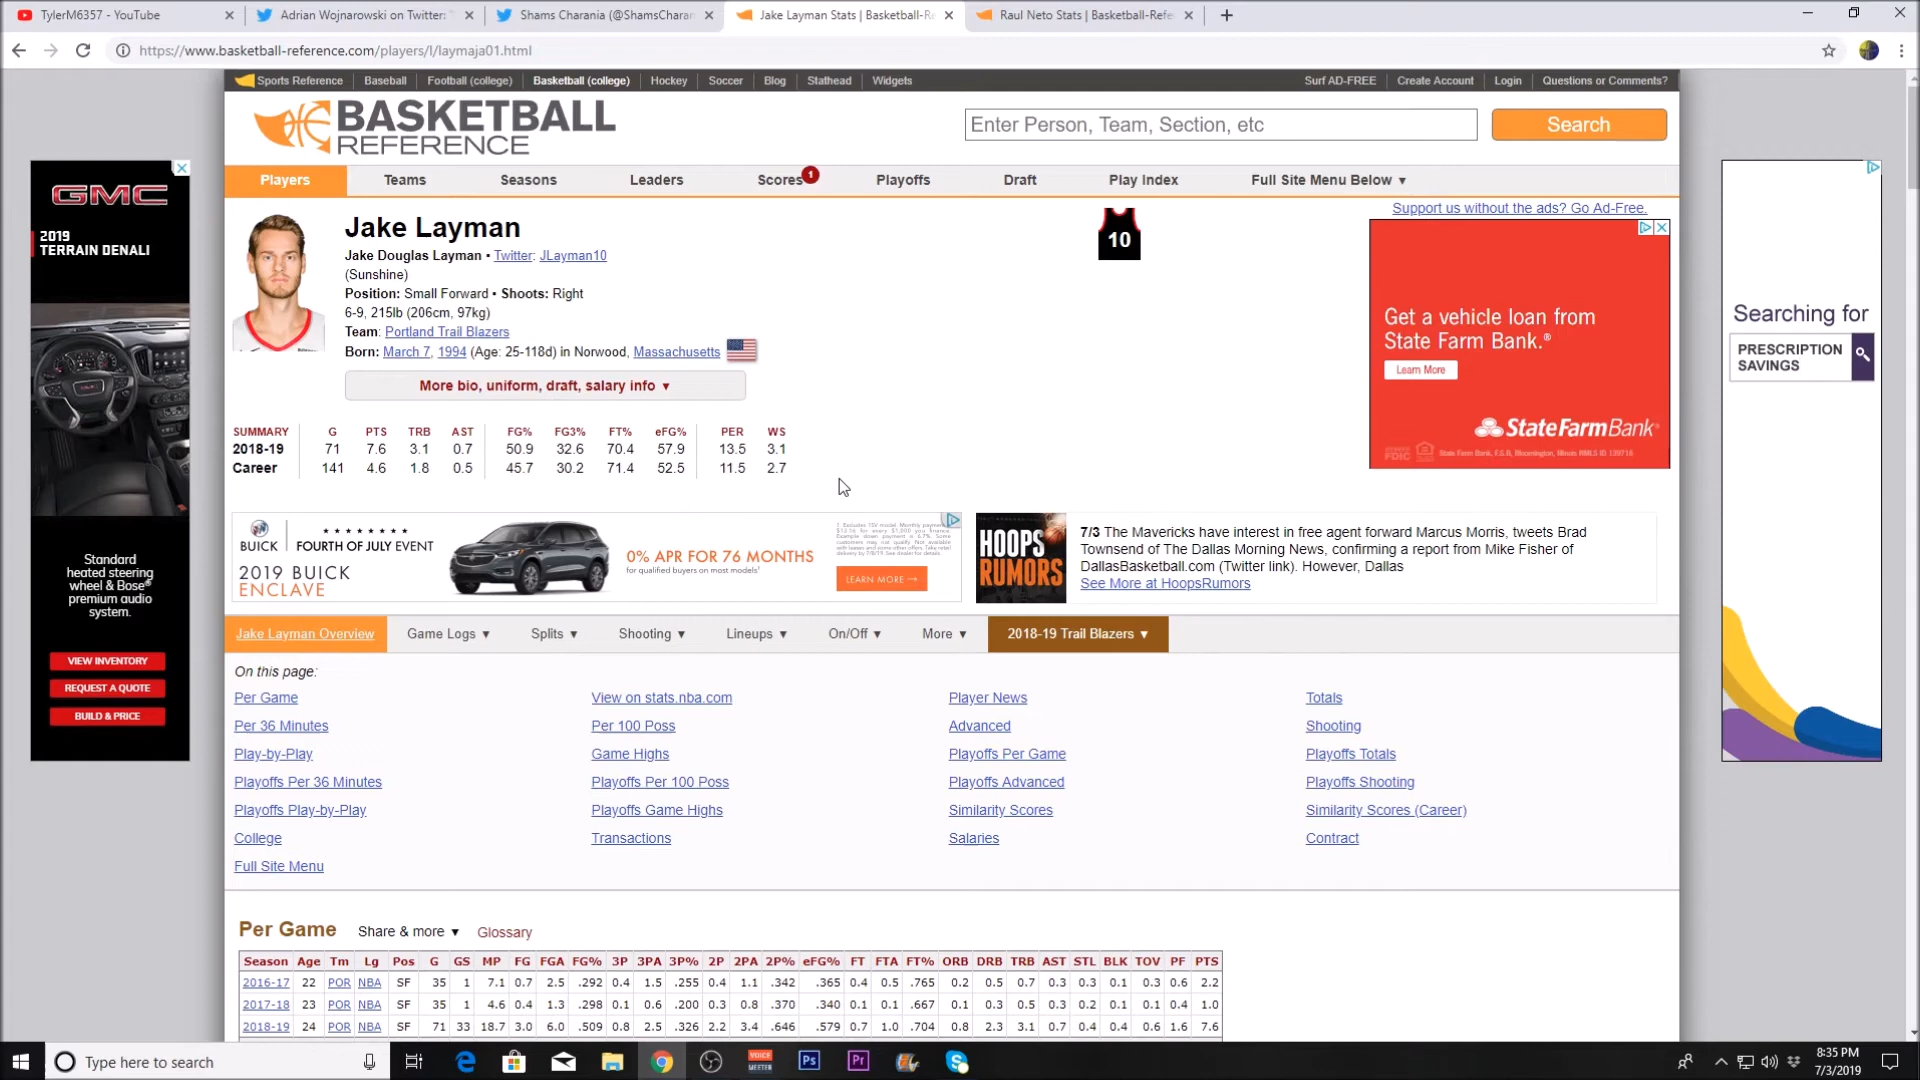 TylerM6357 - YouTube
Adrian Wojnarowski on Twitter:
Shams Charania (@ShamsCharan
Jake Layman Stats | Basketball-Re
Raul Neto Stats | Basketball-Refe
https://www.basketball-reference.com/players/l/laymaja01.html
Sports Reference Baseball Football (college) Basketball (college) Hockey Soccer Blog Stathead Widgets Surf AD-FREE Create Account Login Questions or Comments?
BASKETBALL
REFERENCE
Enter Person, Team, Section, etc
Search
Players Teams Seasons Leaders Scores 1 Playoffs Draft Play Index Full Site Menu Below ▼
Support us without the ads? Go Ad-Free.
GMC
2019
TERRAIN DENALI
Standard
heated steering
wheel & Bose®
premium audio
system.
VIEW INVENTORY
REQUEST A QUOTE
BUILD & PRICE
Jake Layman
Jake Douglas Layman • Twitter: JLayman10
(Sunshine)
Position: Small Forward • Shoots: Right
6-9, 215lb (206cm, 97kg)
Team: Portland Trail Blazers
Born: March 7, 1994 (Age: 25-118d) in Norwood, Massachusetts
More bio, uniform, draft, salary info ▼
10
Get a vehicle loan from
State Farm Bank.®
Learn More
StateFarmBank®
State Farm Bank, F.S.B., Bloomington, Illinois RMLS ID 139716
Searching for
PRESCRIPTION
SAVINGS
SUMMARY G PTS TRB AST FG% FG3% FT% eFG% PER WS
2018-19 71 7.6 3.1 0.7 50.9 32.6 70.4 57.9 13.5 3.1
Career 141 4.6 1.8 0.5 45.7 30.2 71.4 52.5 11.5 2.7
BUICK
FOURTH OF JULY EVENT
2019 BUICK
ENCLAVE
0% APR FOR 76 MONTHS
for qualified buyers on most models¹
LEARN MORE →
HOOPS
RUMORS
7/3 The Mavericks have interest in free agent forward Marcus Morris, tweets Brad
Townsend of The Dallas Morning News, confirming a report from Mike Fisher of
DallasBasketball.com (Twitter link). However, Dallas
See More at HoopsRumors
Jake Layman Overview Game Logs ▼ Splits ▼ Shooting ▼ Lineups ▼ On/Off ▼ More ▼ 2018-19 Trail Blazers ▼
On this page:
Per Game View on stats.nba.com Player News Totals
Per 36 Minutes Per 100 Poss Advanced Shooting
Play-by-Play Game Highs Playoffs Per Game Playoffs Totals
Playoffs Per 36 Minutes Playoffs Per 100 Poss Playoffs Advanced Playoffs Shooting
Playoffs Play-by-Play Playoffs Game Highs Similarity Scores Similarity Scores (Career)
College Transactions Salaries Contract
Full Site Menu
Per Game Share & more ▼ Glossary
Season Age Tm Lg Pos G GS MP FG FGA FG% 3P 3PA 3P% 2P 2PA 2P% eFG% FT FTA FT% ORB DRB TRB AST STL BLK TOV PF PTS
2016-17 22 POR NBA SF 35 1 7.1 0.7 2.5 .292 0.4 1.5 .255 0.4 1.1 .342 .365 0.4 0.5 .765 0.2 0.5 0.7 0.3 0.3 0.1 0.3 0.6 2.2
2017-18 23 POR NBA SF 35 1 4.6 0.4 1.3 .298 0.1 0.6 .200 0.3 0.8 .370 .340 0.1 0.1 .667 0.1 0.3 0.5 0.3 0.2 0.1 0.1 0.4 1.0
2018-19 24 POR NBA SF 71 33 18.7 3.0 6.0 .509 0.8 2.5 .326 2.2 3.4 .646 .579 0.7 1.0 .704 0.8 2.3 3.1 0.7 0.4 0.4 0.6 1.6 7.6
Type here to search
VOICE
MEETER
Ps
Pr
8:35 PM
7/3/2019